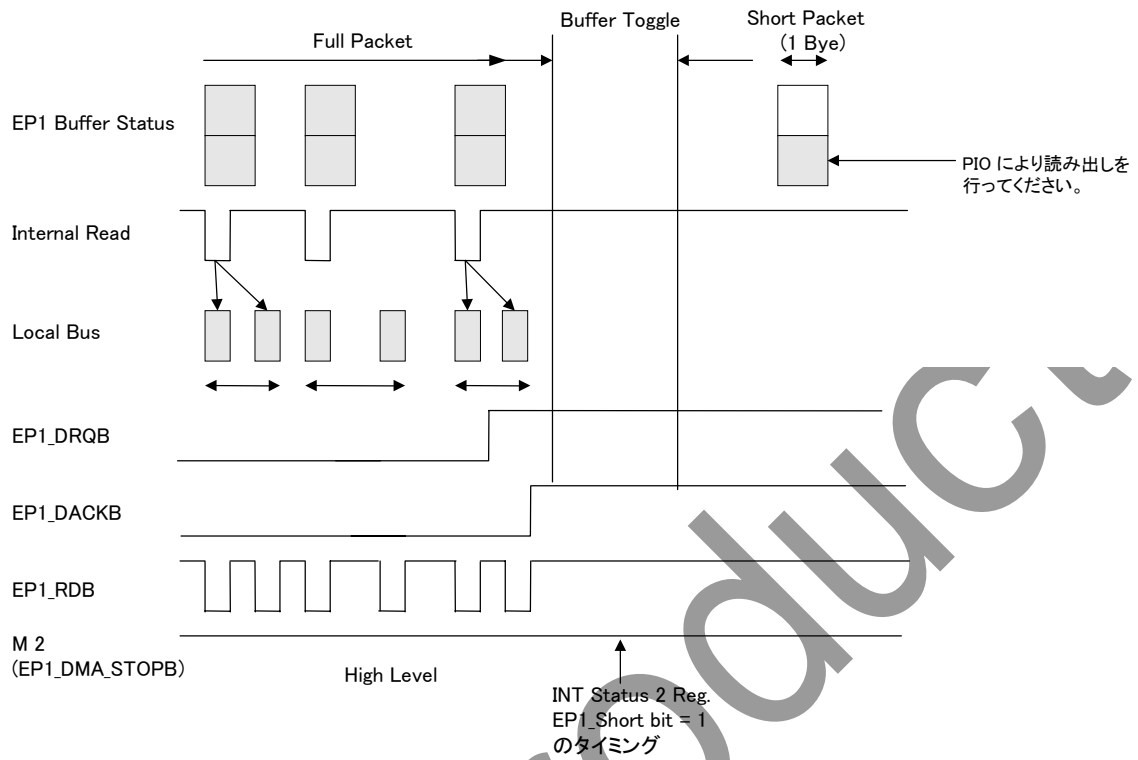 Buffer Toggle
Short Packet
(1 Bye)
Full Packet
EP1 Buffer Status
PIO により読み出しを
行ってください。
Internal Read
Local Bus
EP1_DRQB
EP1_DACKB
EP1_RDB
M 2
(EP1_DMA_STOPB)
High Level
INT Status 2 Reg.
EP1_Short bit = 1
のタイミング